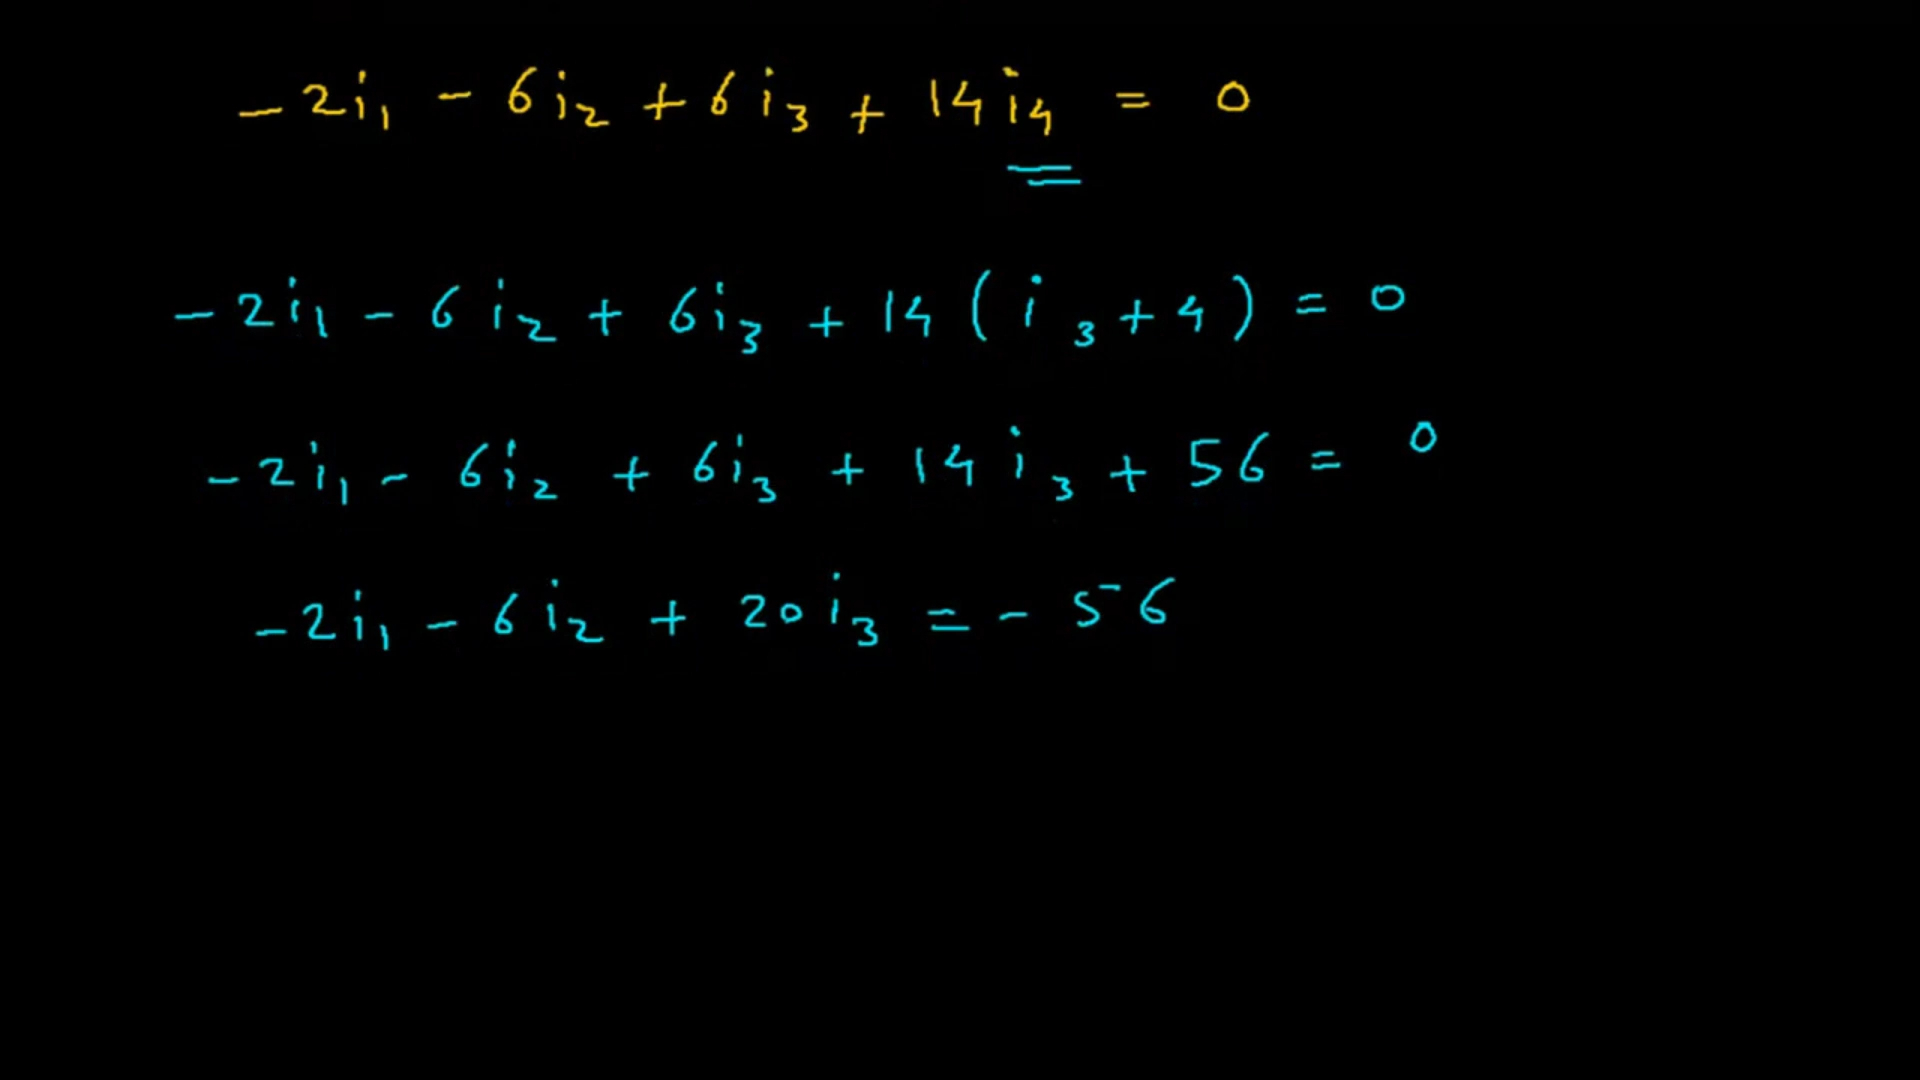 -2i₁ - 6i₂ + 6i₃ + 14i₄ = 0
-2i₁ - 6i₂ + 6i₃ + 14(i₃+4) = 0
-2i₁ - 6i₂ + 6i₃ + 14i₃ + 56 = 0
-2i₁ - 6i₂ + 20i₃ = -56